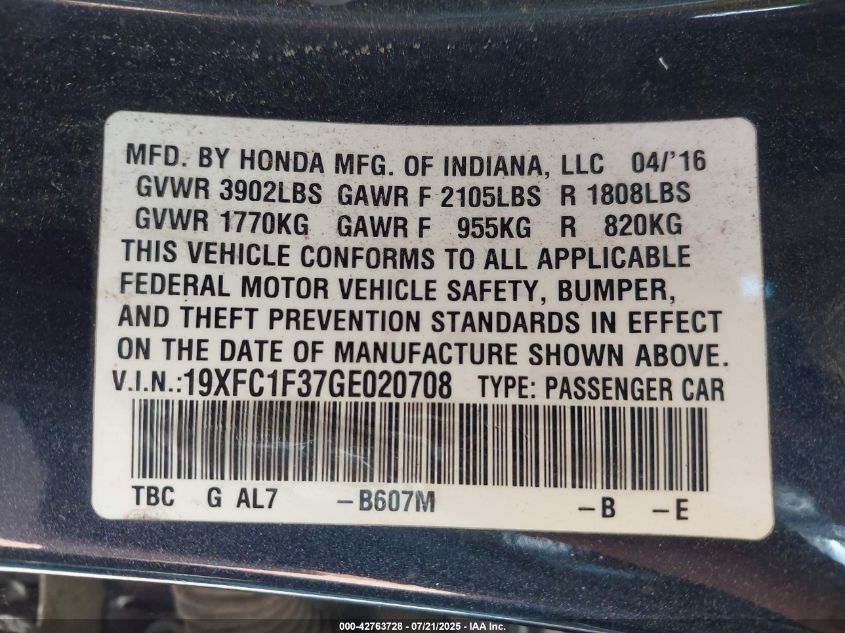 MFD. BY HONDA MFG. OF INDIANA, LLC 04/'16
GVWR 3902LBS GAWR F 2105LBS R 1808LBS
GVWR 1770KG GAWR F 955KG R 820KG
THIS VEHICLE CONFORMS TO ALL APPLICABLE
FEDERAL MOTOR VEHICLE SAFETY, BUMPER,
AND THEFT PREVENTION STANDARDS IN EFFECT
ON THE DATE OF MANUFACTURE SHOWN ABOVE.
V.I.N.:19XFC1F37GE020708 TYPE: PASSENGER CAR
TBC G AL7 -B607M -B -E
000-42763728 - 07/21/2025 - IAA Inc.